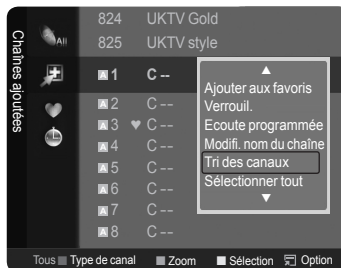 Chaînes ajoutées
All
824 UKTV Gold
825 UKTV style
A 1 C --
A 2 C --
A 3 ♥ C --
A 4 C --
A 5 C --
A 6 C --
A 7 C --
A 8 C --
▲
Ajouter aux favoris
Verrouil.
Ecoute programmée
Modifi. nom du chaîne
Tri des canaux
Sélectionner tout
▼
Tous Type de canal Zoom Sélection Option